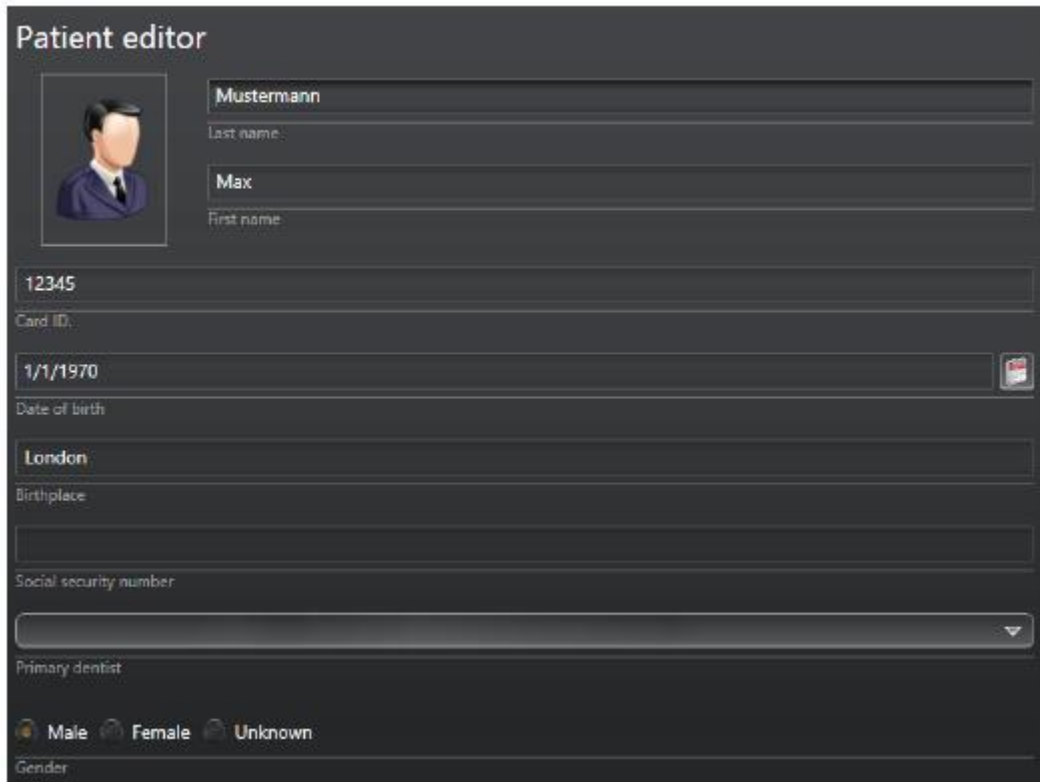 Patient editor
Mustermann
Last name
Max
First name
12345
Card ID.
1/1/1970
Date of birth
London
Birthplace
Social security number
Primary dentist
Male Female Unknown
Gender